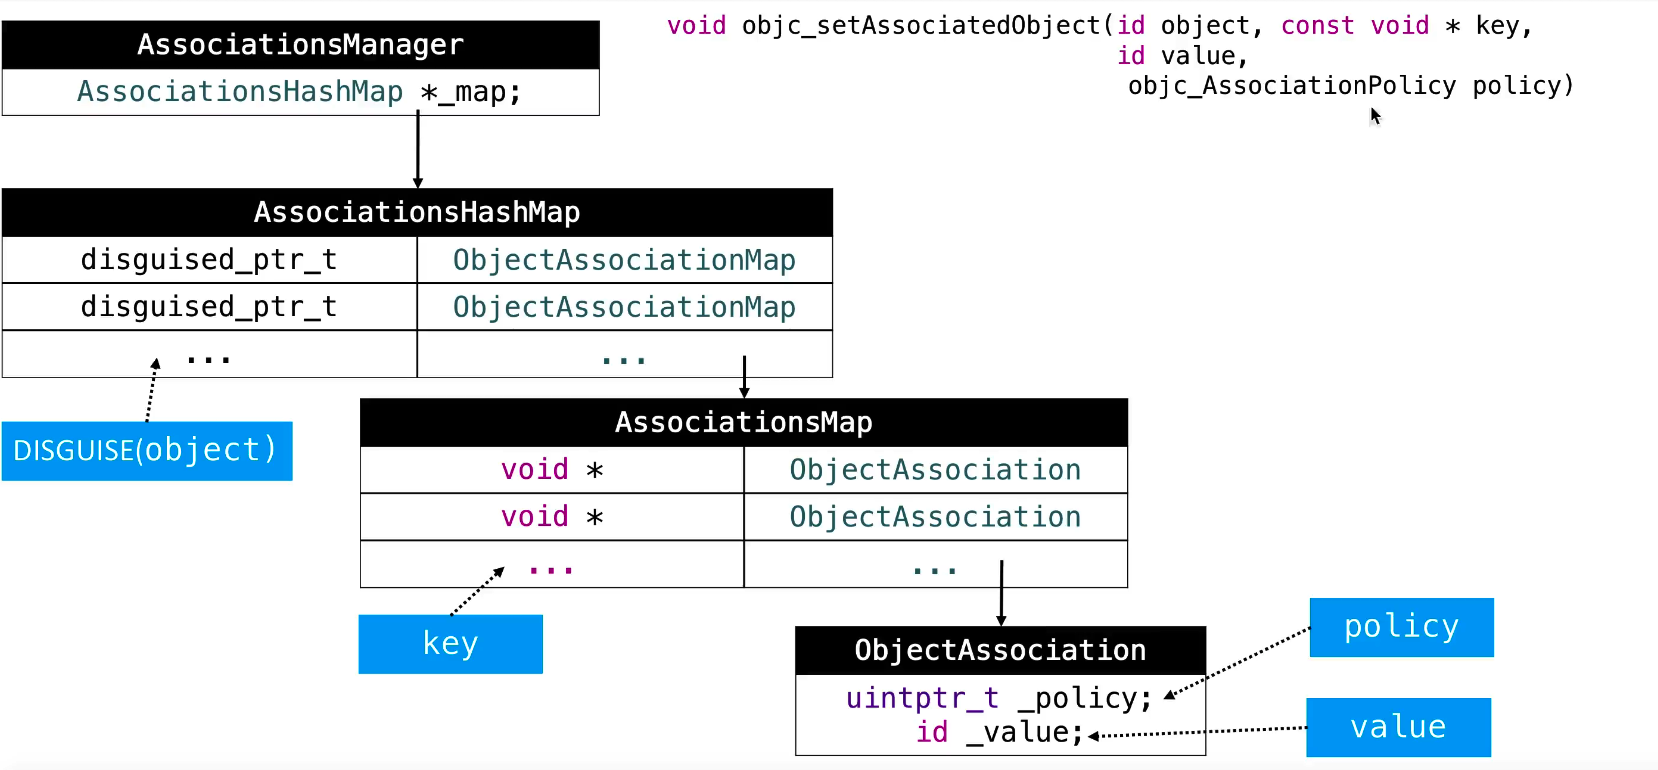 void objc_setAssociatedObject(id object, const void * key,
id value,
objc_AssociationPolicy policy)
AssociationsManager
AssociationsHashMap *_map;
AssociationsHashMap
disguised_ptr_t ObjectAssociationMap
disguised_ptr_t ObjectAssociationMap
... ...
DISGUISE(object)
AssociationsMap
void * ObjectAssociation
void * ObjectAssociation
... ...
key
ObjectAssociation
uintptr_t _policy;
id _value;
policy
value